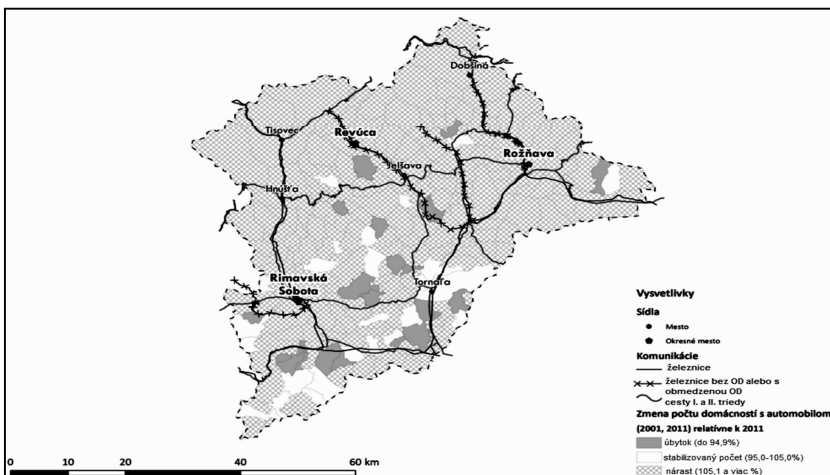 Dobšiná
Tisovec
Revúca
Jelšava
Rožňava
Hnúšťa
Rimavská
Sobota
Tornaľa
Vysvetlivky
Sídla
Mesto
Okresné mesto
Komunikácie
železnice
železnice bez OD alebo s
obmedzenou OD
cesty I. a II. triedy
Zmena počtu domácností s automobilom
(2001, 2011) relatívne k 2011
úbytok (do 94,9%)
stabilizovaný počet (95,0-105,0%)
nárast (105,1 a viac %)
0 10 20 40 60,0 km